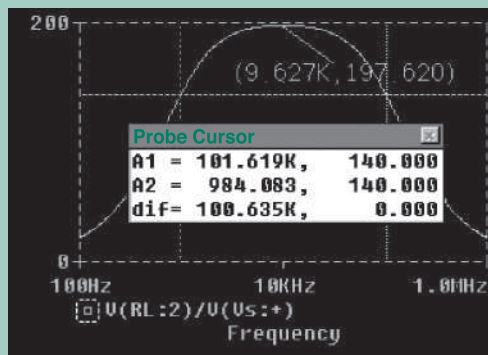 200
(9.627K,197.620)
Probe Cursor
A1 = 101.619K, 140.000
A2 = 984.083, 140.000
dif= 100.635K, 0.000
0
100Hz 10KHz 1.0MHz
V(RL:2)/V(Vs:+)
Frequency